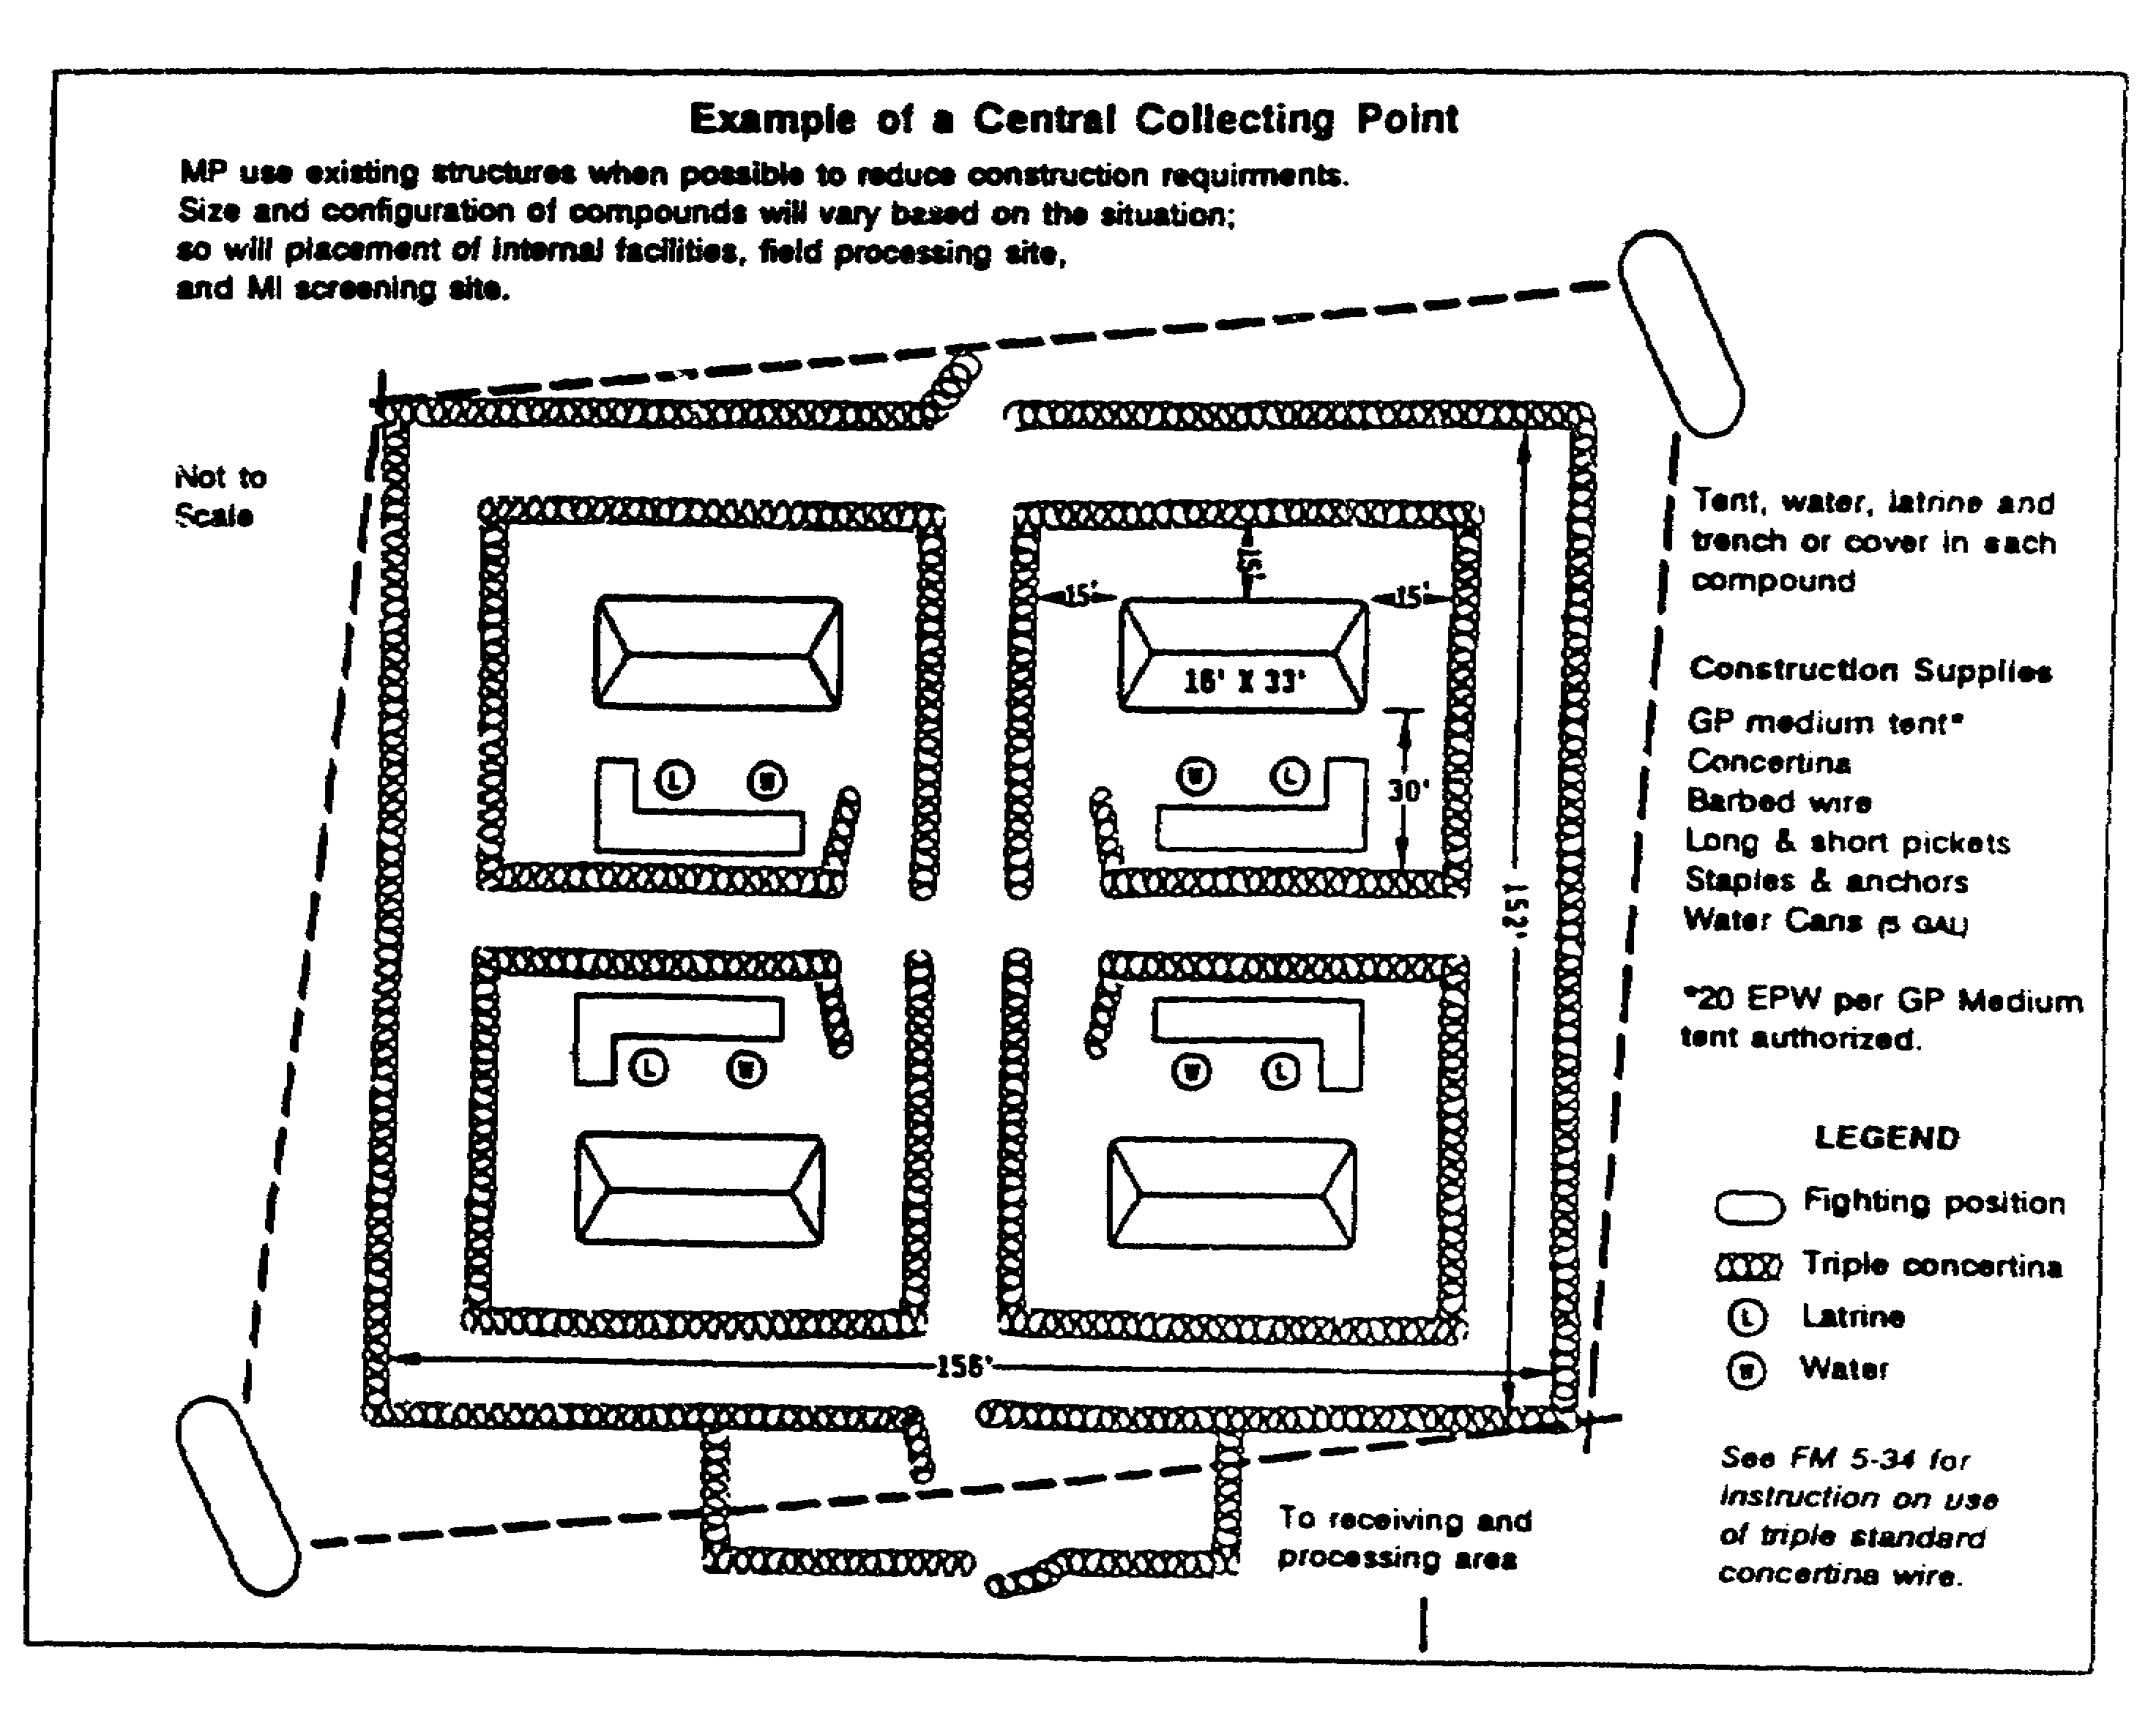 Example of a Central Collecting Point
MP use existing structures when possible to reduce construction requirments.
Size and configuration of compounds will vary based on the situation;
so will placement of internal facilities, field processing site,
and MI screening site.
Not to
Scale
Tent, water, latrine and
trench or cover in each
compound
15'
15'
15'
16' X 33'
Construction Supplies
GP medium tent*
Concertina
Barbed wire
Long & short pickets
Staples & anchors
Water Cans (5 GAL)
L
W
W
L
30'
152'
*20 EPW per GP Medium
tent authorized.
L
W
W
L
LEGEND
Fighting position
Triple concertina
L Latrine
W Water
156'
See FM 5-34 for
instruction on use
of triple standard
concertina wire.
To receiving and
processing area